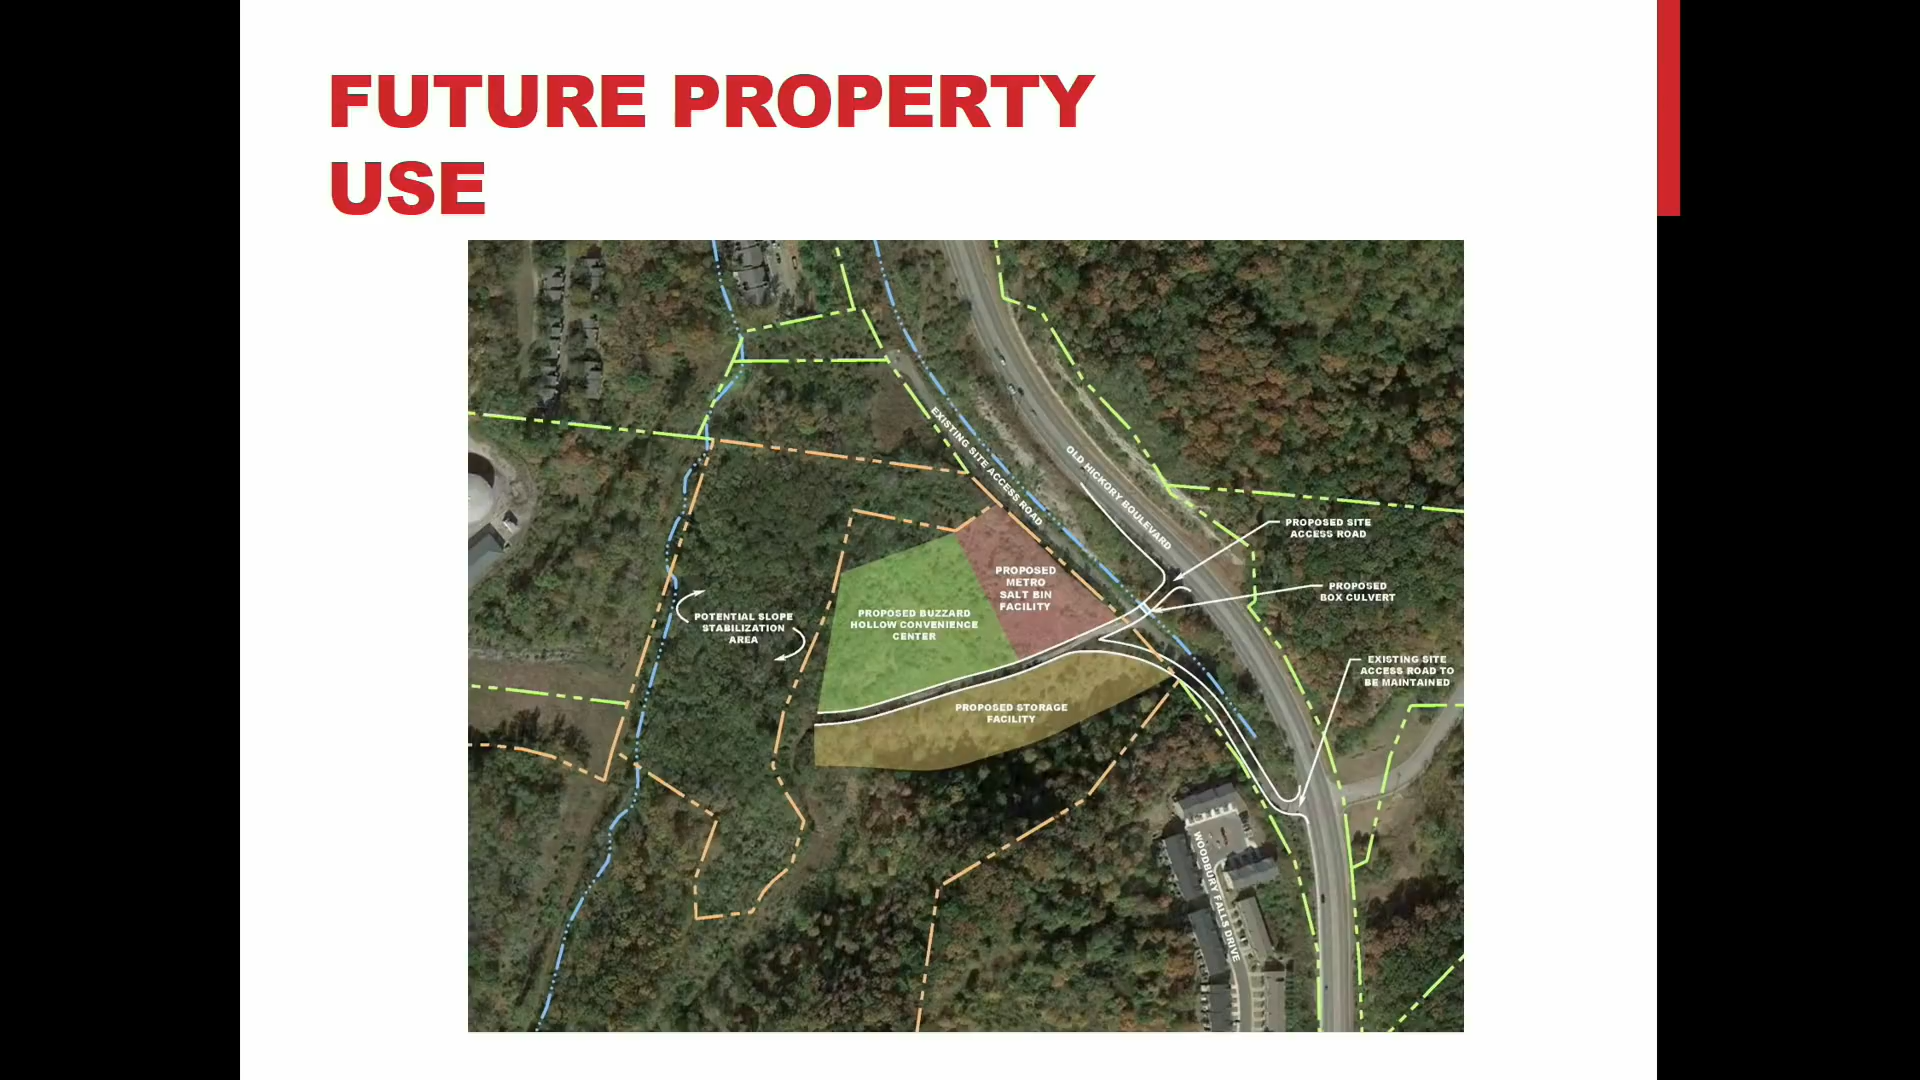 FUTURE PROPERTY
USE
EXISTING SITE ACCESS ROAD
OLD HICKORY BOULEVARD
PROPOSED SITE
ACCESS ROAD
PROPOSED
METRO
SALT BIN
FACILITY
PROPOSED
BOX CULVERT
PROPOSED BUZZARD
HOLLOW CONVENIENCE
CENTER
POTENTIAL SLOPE
STABILIZATION
AREA
EXISTING SITE
ACCESS ROAD TO
BE MAINTAINED
PROPOSED STORAGE
FACILITY
WOODBURY FALLS DRIVE